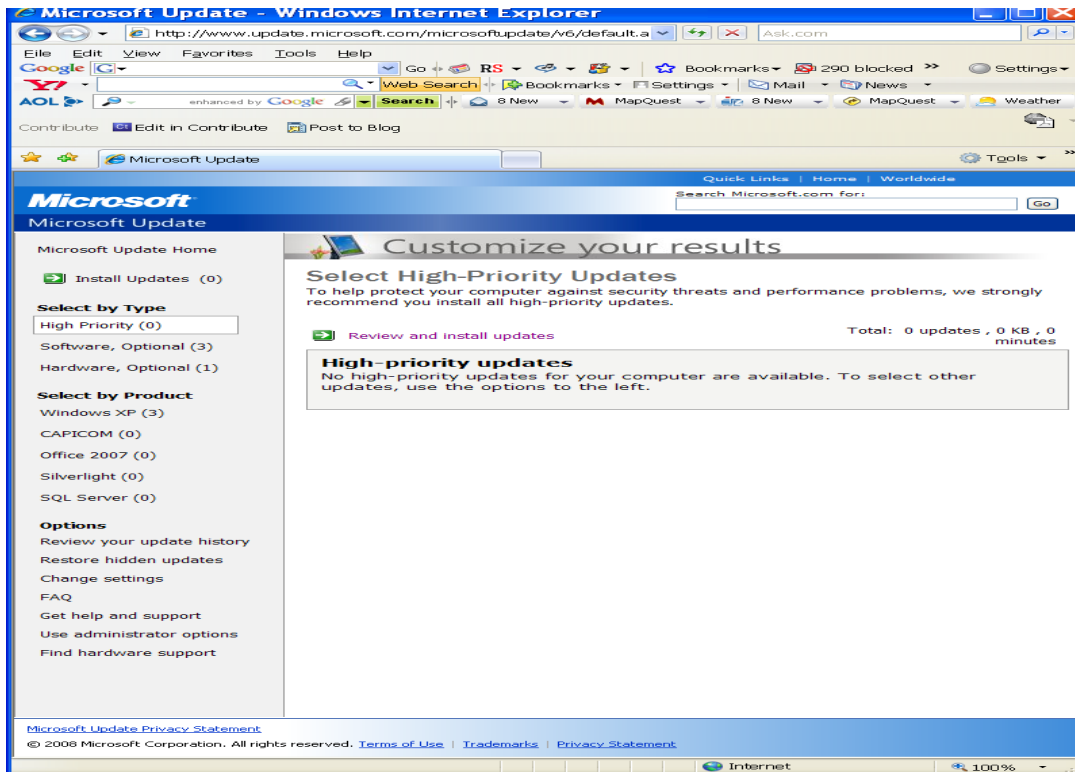 Microsoft Update - Windows Internet Explorer
http://www.update.microsoft.com/microsoftupdate/v6/default.a Ask.com
File Edit View Favorites Tools Help
Google G Go RS Bookmarks 290 blocked >> Settings
Y! Web Search Bookmarks Settings Mail News
AOL enhanced by Google Search 8 New MapQuest 8 New MapQuest Weather
Contribute Edit in Contribute Post to Blog
Microsoft Update Tools >>
Quick Links | Home | Worldwide
Microsoft
Search Microsoft.com for:
Go
Microsoft Update
Microsoft Update Home
Install Updates (0)
Select by Type
High Priority (0)
Software, Optional (3)
Hardware, Optional (1)
Select by Product
Windows XP (3)
CAPICOM (0)
Office 2007 (0)
Silverlight (0)
SQL Server (0)
Options
Review your update history
Restore hidden updates
Change settings
FAQ
Get help and support
Use administrator options
Find hardware support
Customize your results
Select High-Priority Updates
To help protect your computer against security threats and performance problems, we strongly
recommend you install all high-priority updates.
Review and install updates
Total: 0 updates , 0 KB , 0
minutes
High-priority updates
No high-priority updates for your computer are available. To select other
updates, use the options to the left.
Microsoft Update Privacy Statement
© 2008 Microsoft Corporation. All rights reserved. Terms of Use | Trademarks | Privacy Statement
Internet 100%